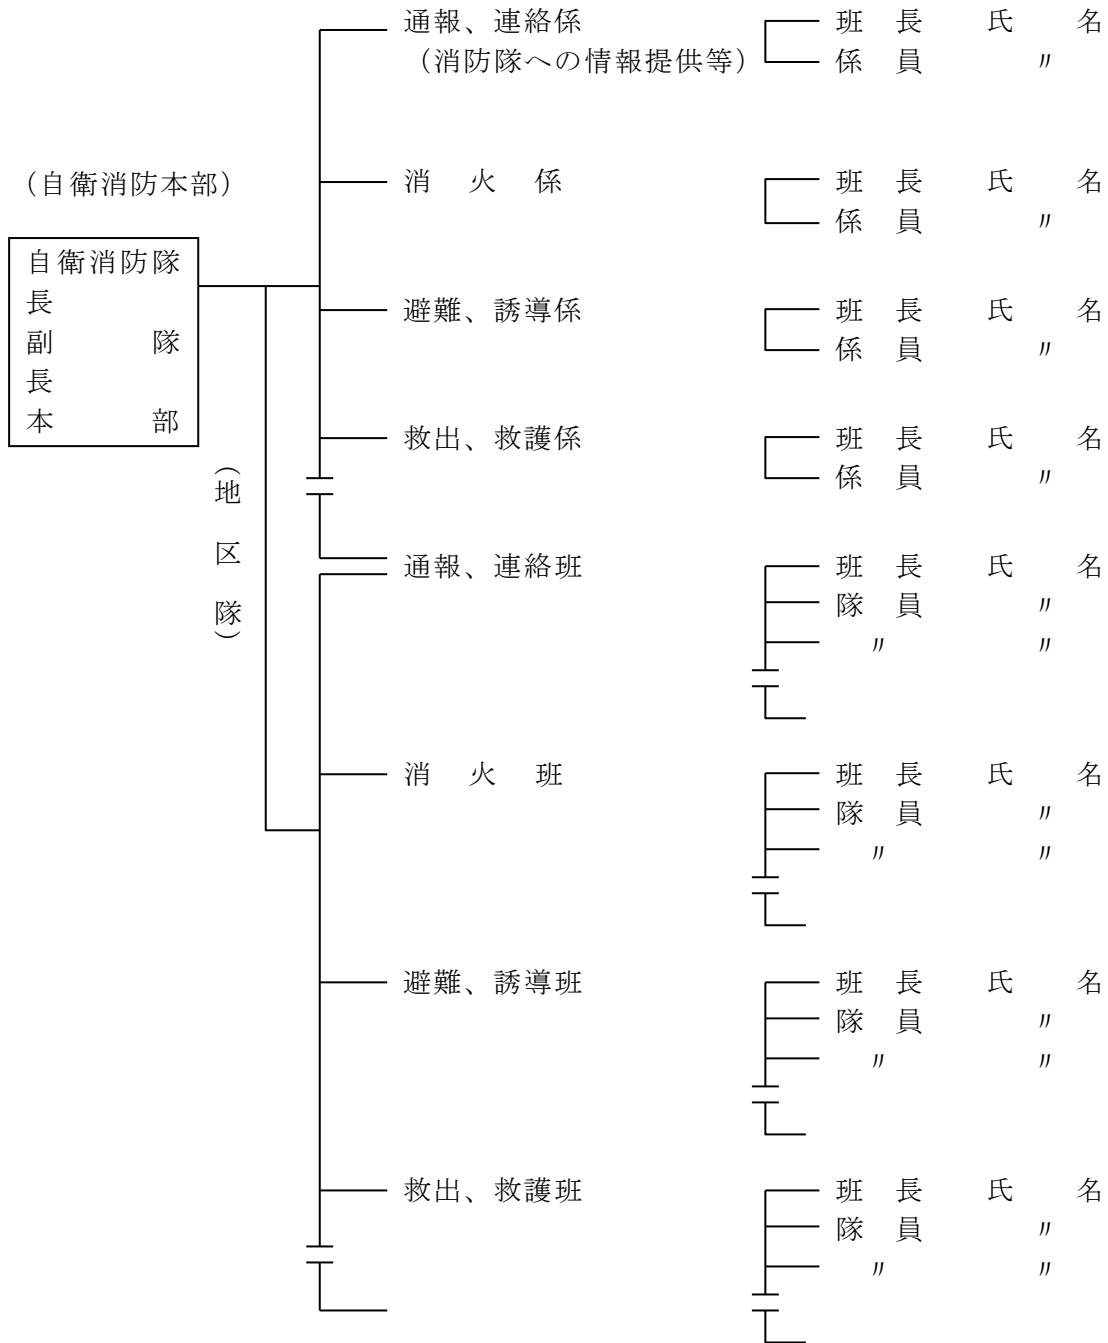 通報、連絡係 班長 氏名
（消防隊への情報提供等） 係員 〃
（自衛消防本部）
消火係 班長 氏名
係員 〃
自衛消防隊
長
副隊
長
本部
避難、誘導係 班長 氏名
係員 〃
救出、救護係 班長 氏名
係員 〃
（地区隊）
通報、連絡班 班長 氏名
隊員 〃
〃 〃
消火班 班長 氏名
隊員 〃
〃 〃
避難、誘導班 班長 氏名
隊員 〃
〃 〃
救出、救護班 班長 氏名
隊員 〃
〃 〃